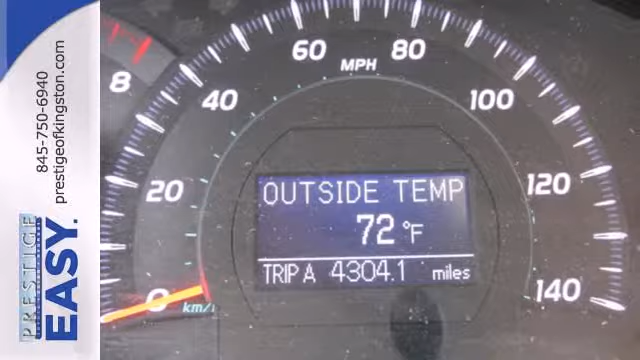 845-750-6940
prestigeofkingston.com
PRESTIGE
EASY.
8
0
20
40
60
80
100
120
140
MPH
km/h
OUTSIDE TEMP
72 °F
TRIP A 4304.1 miles